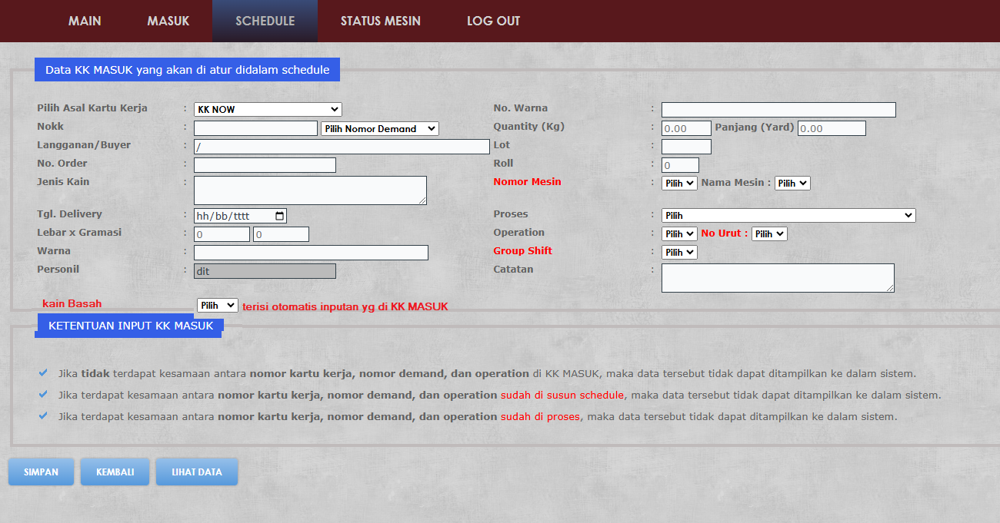 MAIN MASUK SCHEDULE STATUS MESIN LOG OUT
Data KK MASUK yang akan di atur didalam schedule
Pilih Asal Kartu Kerja : KK NOW No. Warna :
Nokk : Pilih Nomor Demand Quantity (Kg) : 0.00 Panjang (Yard) 0.00
Langganan/Buyer : / Lot :
No. Order : Roll : 0
Jenis Kain : Nomor Mesin : Pilih Nama Mesin : Pilih
Tgl. Delivery : hh/bb/tttt Proses : Pilih
Lebar x Gramasi : 0 0 Operation : Pilih No Urut : Pilih
Warna : Group Shift : Pilih
Personil : dit Catatan :
kain Basah Pilih terisi otomatis inputan yg di KK MASUK
KETENTUAN INPUT KK MASUK
Jika tidak terdapat kesamaan antara nomor kartu kerja, nomor demand, dan operation di KK MASUK, maka data tersebut tidak dapat ditampilkan ke dalam sistem.
Jika terdapat kesamaan antara nomor kartu kerja, nomor demand, dan operation sudah di susun schedule, maka data tersebut tidak dapat ditampilkan ke dalam sistem.
Jika terdapat kesamaan antara nomor kartu kerja, nomor demand, dan operation sudah di proses, maka data tersebut tidak dapat ditampilkan ke dalam sistem.
SIMPAN KEMBALI LIHAT DATA